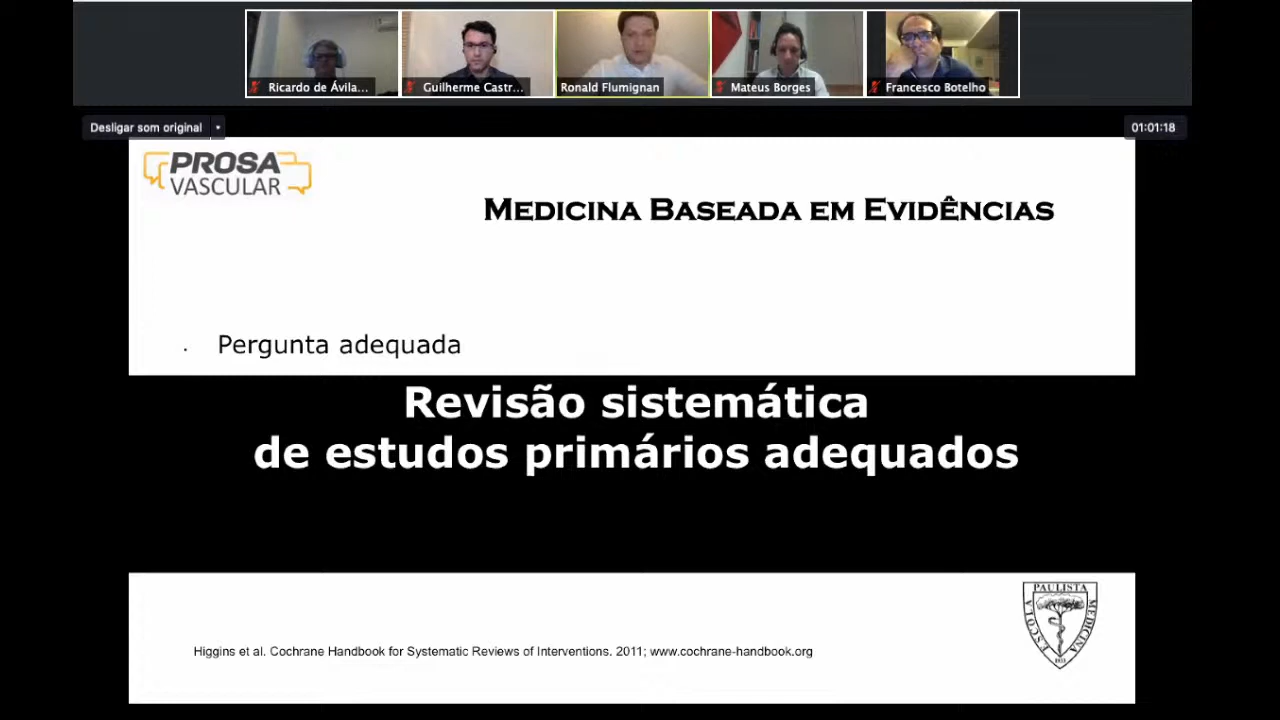 Ricardo de Ávila...
Guilherme Castr...
Ronald Flumignan
Mateus Borges
Francesco Botelho
Desligar som original
01:01:18
PROSA
VASCULAR
MEDICINA BASEADA EM EVIDÊNCIAS
. Pergunta adequada
Revisão sistemática
de estudos primários adequados
ESCOLA PAULISTA MEDICINA
1933
Higgins et al. Cochrane Handbook for Systematic Reviews of Interventions. 2011; www.cochrane-handbook.org